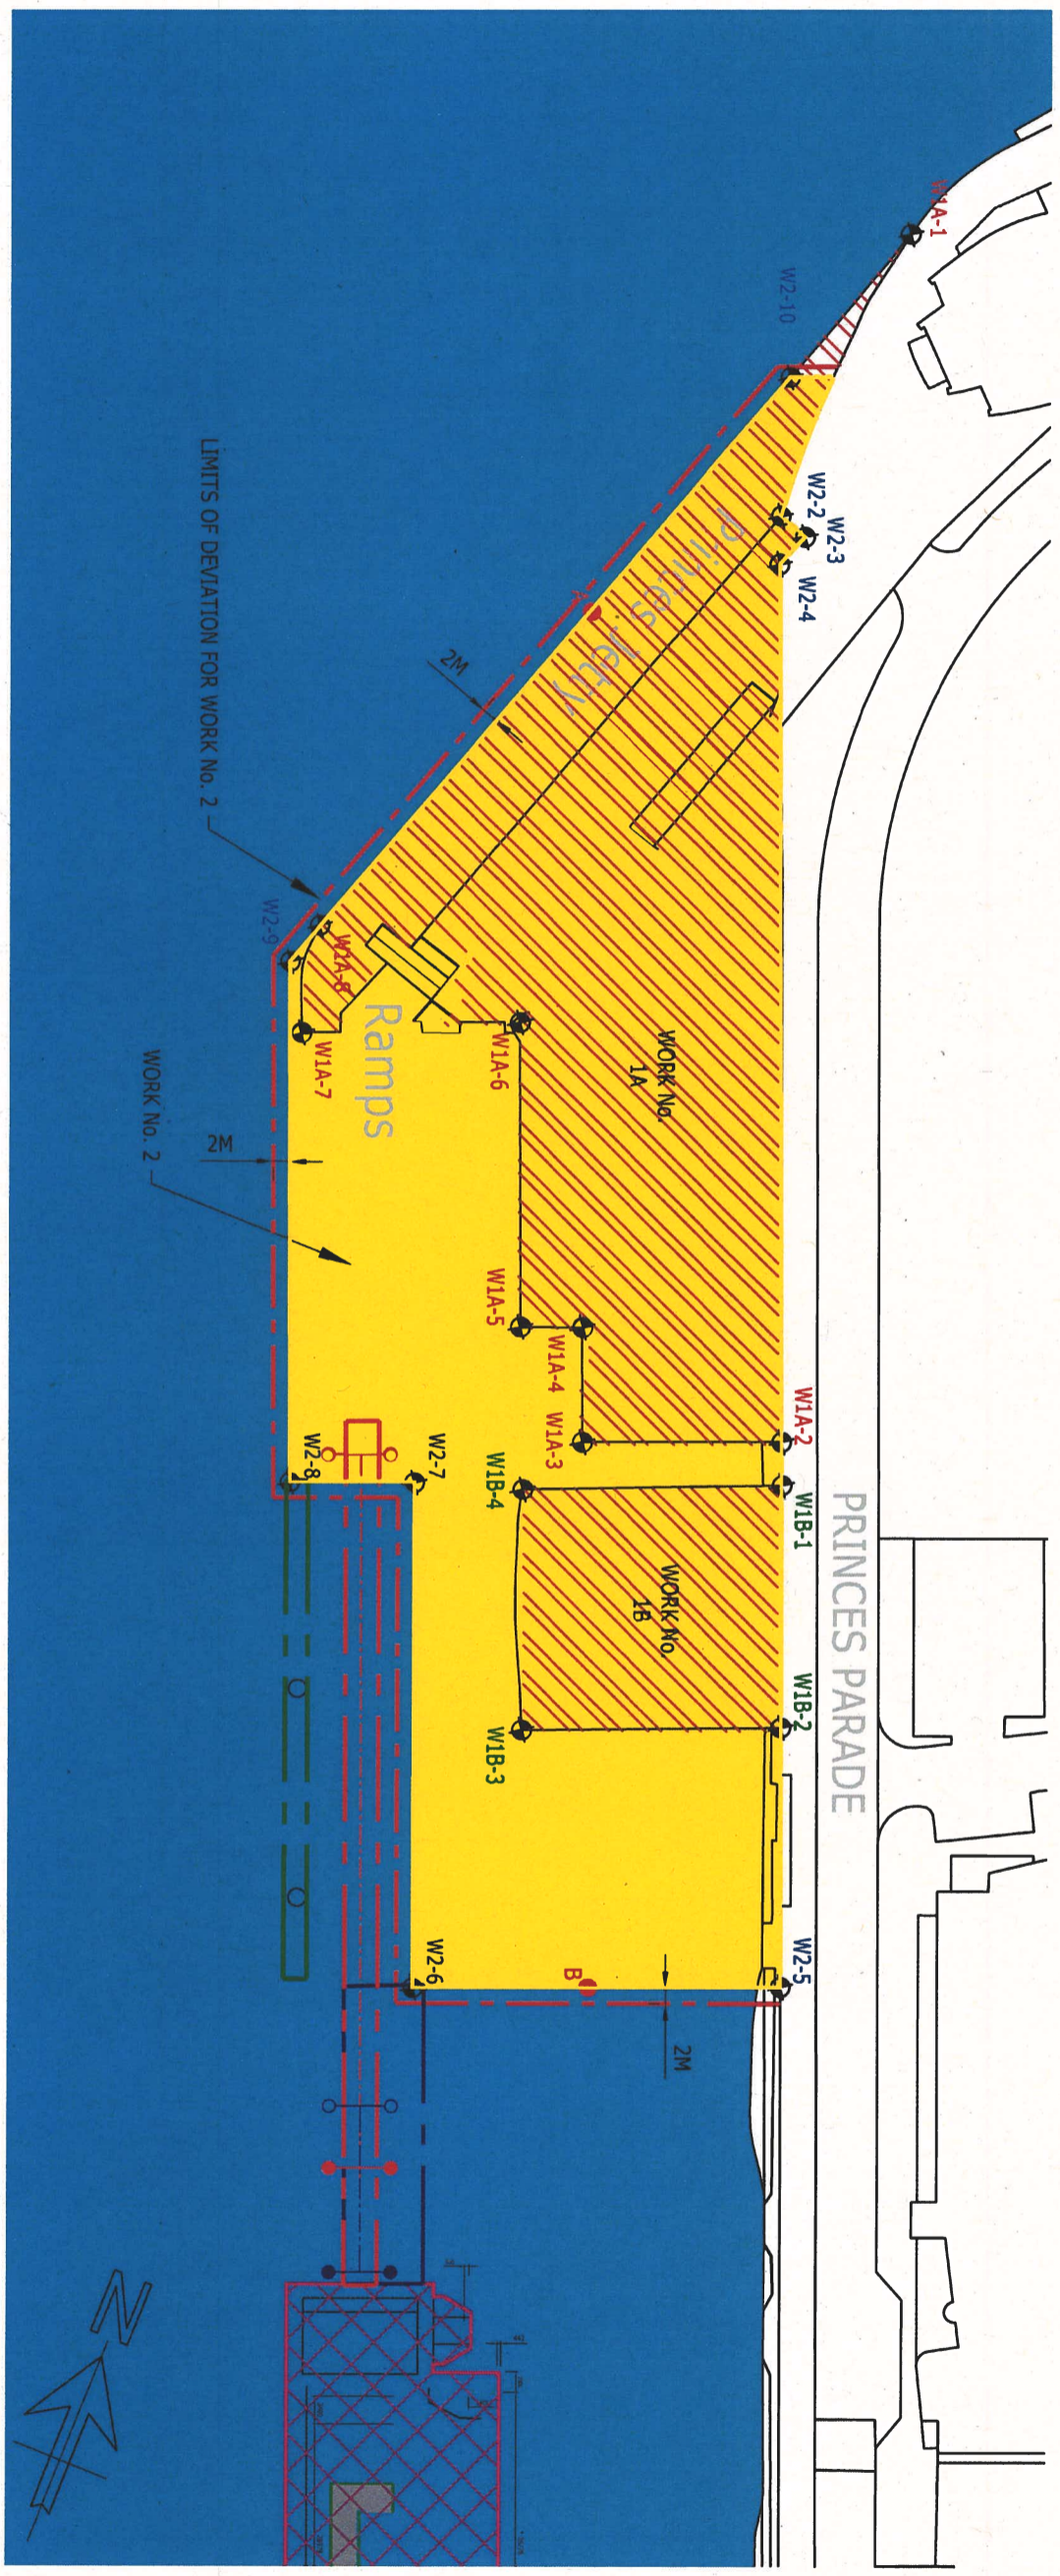 W1A-1
W2-10
W2-2
W2-3
W2-4
Princes Jetty
A
2M
LIMITS OF DEVIATION FOR WORK No. 2
W2-9
W1A-8
W1A-7
Ramps
W1A-6
WORK No.
1A
WORK No. 2
2M
W1A-5
W1A-4
W1A-3
W1A-2
W2-8
W2-7
W1B-4
W1B-1
PRINCES PARADE
WORK No.
1B
W1B-3
W1B-2
W2-6
B
W2-5
2M
N